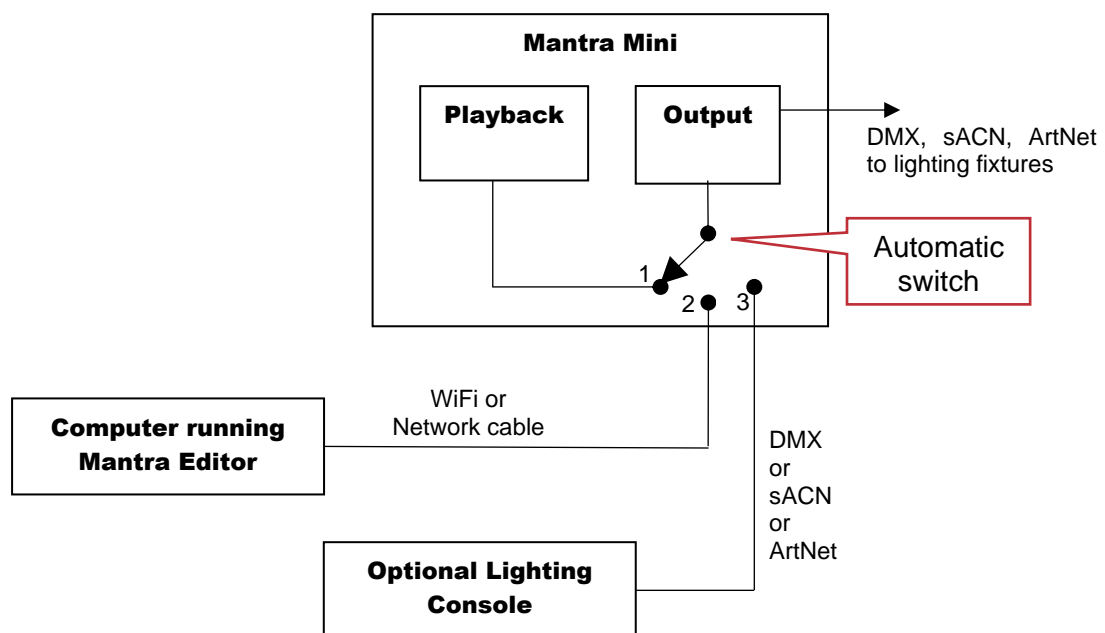 Mantra Mini
Playback
Output
DMX, sACN, ArtNet
to lighting fixtures
Automatic
switch
1
2
3
WiFi or
Network cable
Computer running
Mantra Editor
DMX
or
sACN
or
ArtNet
Optional Lighting
Console